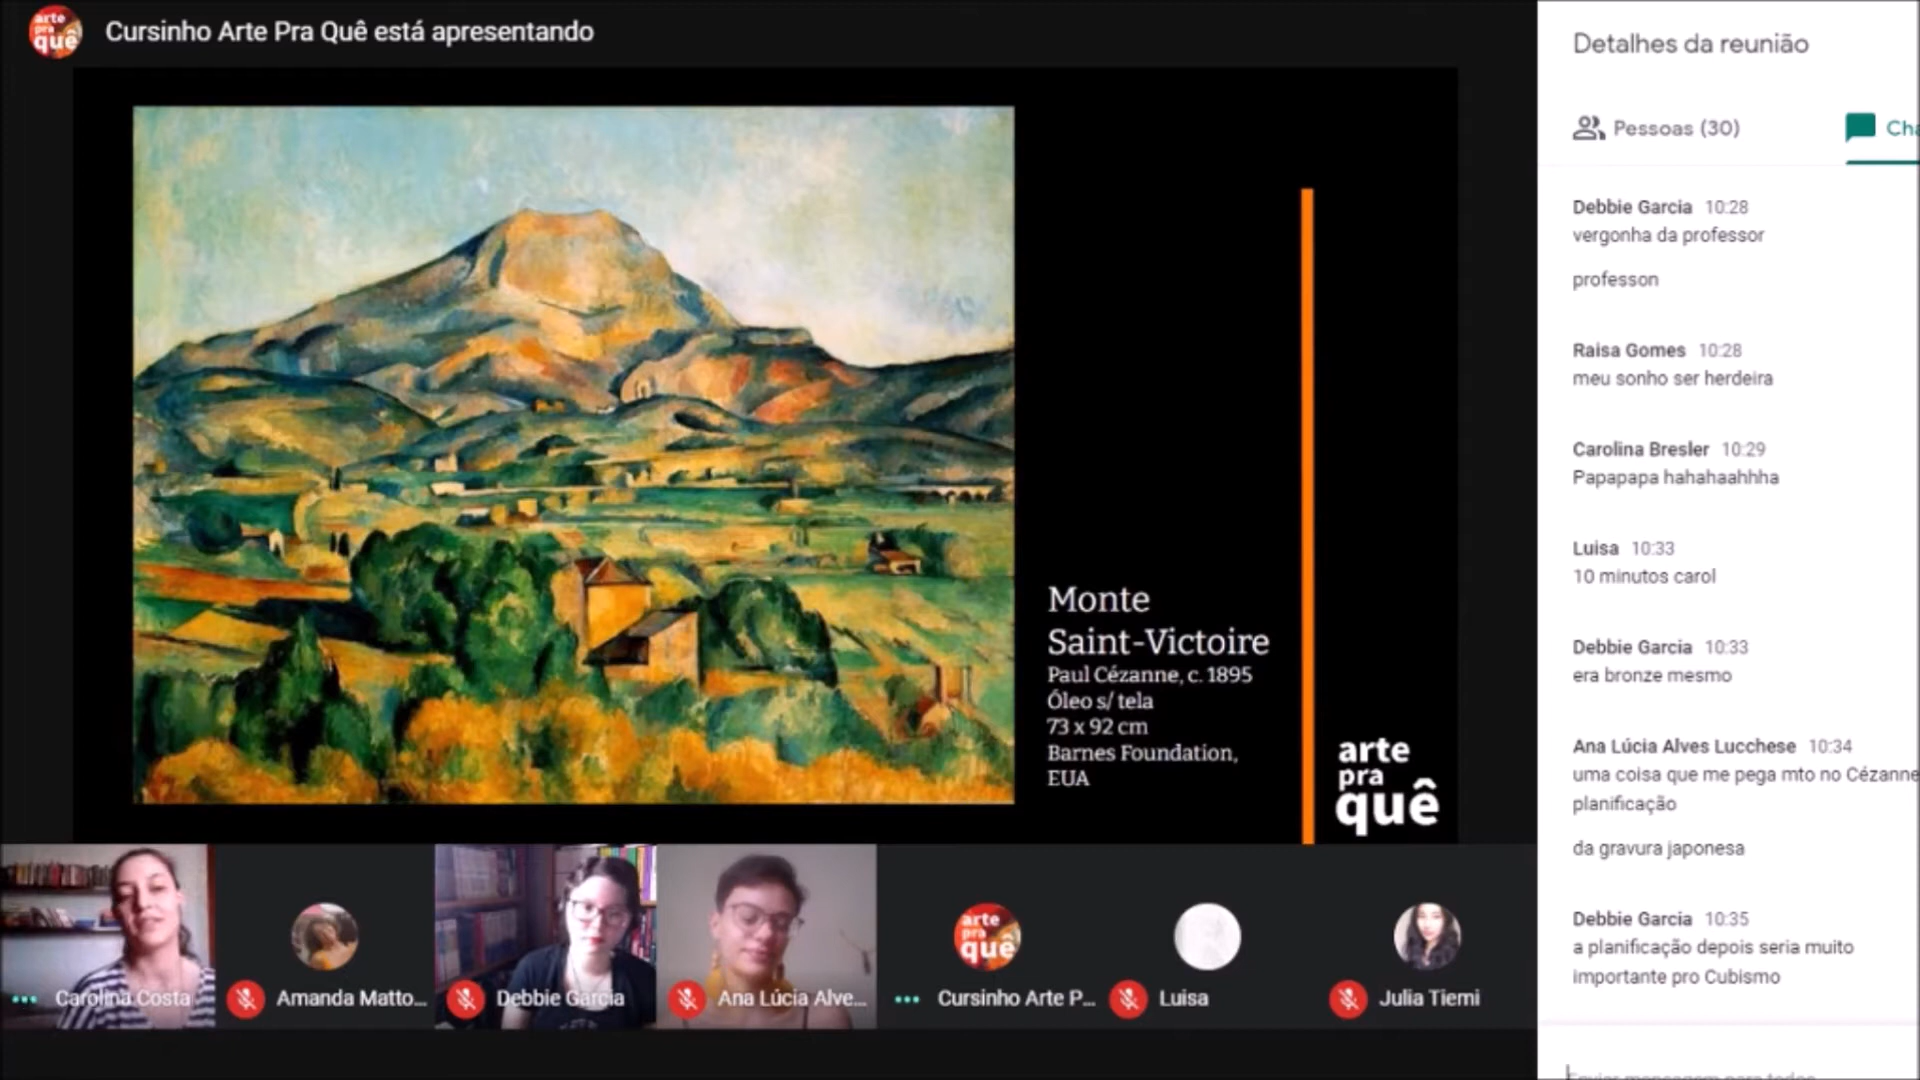 arte
pra
quê
Cursinho Arte Pra Quê está apresentando
Monte
Saint-Victoire
Paul Cézanne, c. 1895
Óleo s/ tela
73 x 92 cm
Barnes Foundation,
EUA
arte
pra
quê
Carolina Costa
Amanda Matto...
Debbie Garcia
Ana Lúcia Alve...
arte
pra
quê
Cursinho Arte P...
Luisa
Julia Tiemi
Detalhes da reunião
Pessoas (30)
Debbie Garcia 10:28
vergonha da professor
professon
Raisa Gomes 10:28
meu sonho ser herdeira
Carolina Bresler 10:29
Papapapa hahahaahhha
Luisa 10:33
10 minutos carol
Debbie Garcia 10:33
era bronze mesmo
Ana Lúcia Alves Lucchese 10:34
uma coisa que me pega mto no Cézanne
planificação
da gravura japonesa
Debbie Garcia 10:35
a planificação depois seria muito
importante pro Cubismo